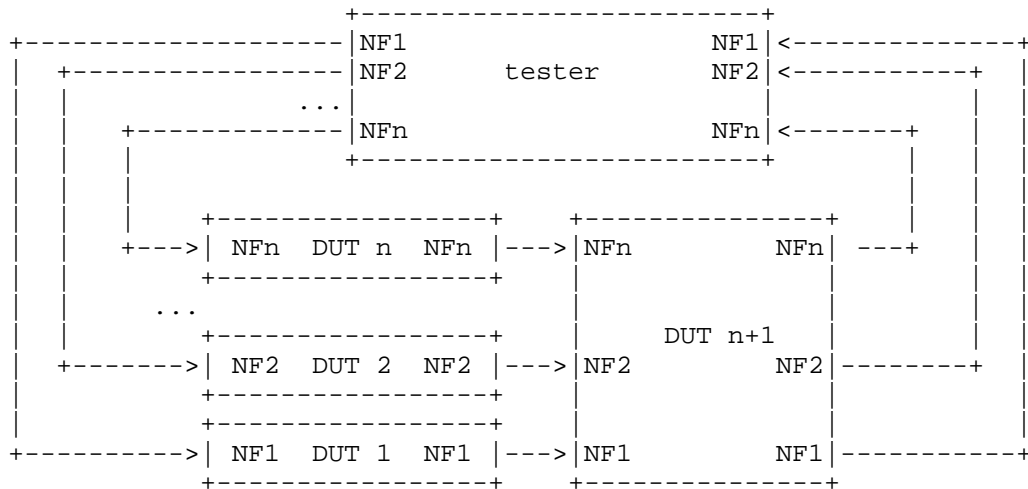 NF1 NF1
NF2 tester NF2
...
NFn NFn
NFn DUT n NFn NFn NFn
...
DUT n+1
NF2 DUT 2 NF2 NF2 NF2
NF1 DUT 1 NF1 NF1 NF1